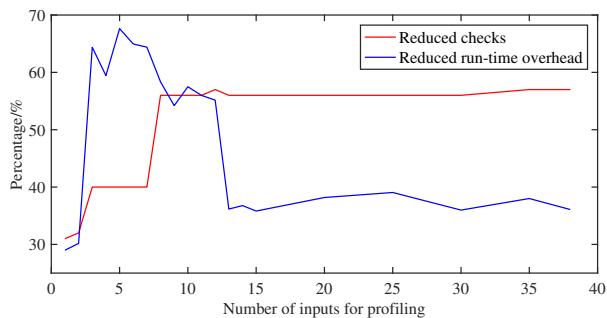 70
60
50
40
30
Percentage/%
Reduced checks
Reduced run-time overhead
0 5 10 15 20 25 30 35 40
Number of inputs for profiling